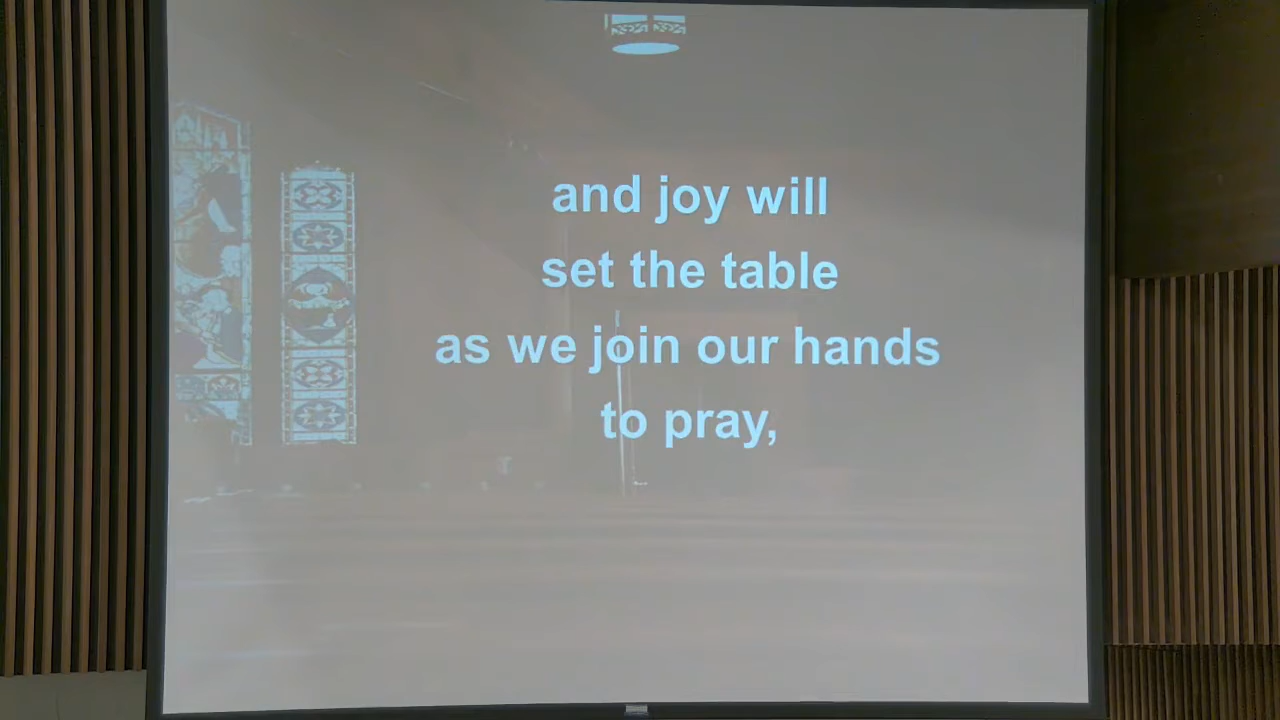 and joy will
set the table
as we join our hands
to pray,